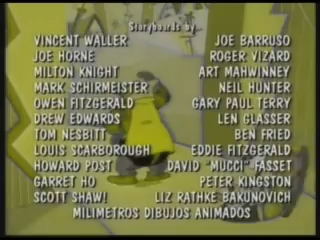 Storyboards by
VINCENT WALLER JOE BARRUSO
JOE HORNE ROGER VIZARD
MILTON KNIGHT ART MAHWINNEY
MARK SCHIRMEISTER NEIL HUNTER
OWEN FITZGERALD GARY PAUL TERRY
DREW EDWARDS LEN GLASSER
TOM NESBITT BEN FRIED
LOUIS SCARBOROUGH EDDIE FITZGERALD
HOWARD POST DAVID "MUCCI" FASSET
GARRET HO PETER KINGSTON
SCOTT SHAW! LIZ RATHKE BAKUNOVICH
MILIMETROS DIBUJOS ANIMADOS